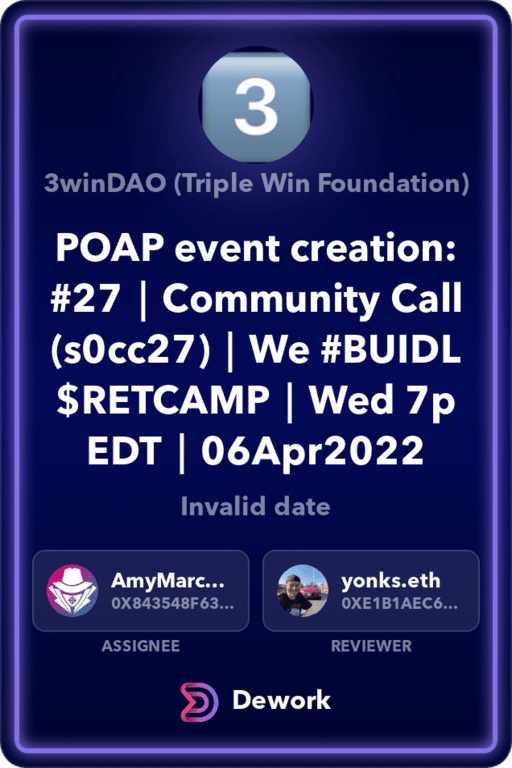 3
3winDAO (Triple Win Foundation)
POAP event creation:
#27 | Community Call
(s0cc27) | We #BUIDL
$RETCAMP | Wed 7p
EDT | 06Apr2022
Invalid date
AmyMarc...
0X843548F63...
yonks.eth
0XE1B1AEC6...
ASSIGNEE
REVIEWER
Dework